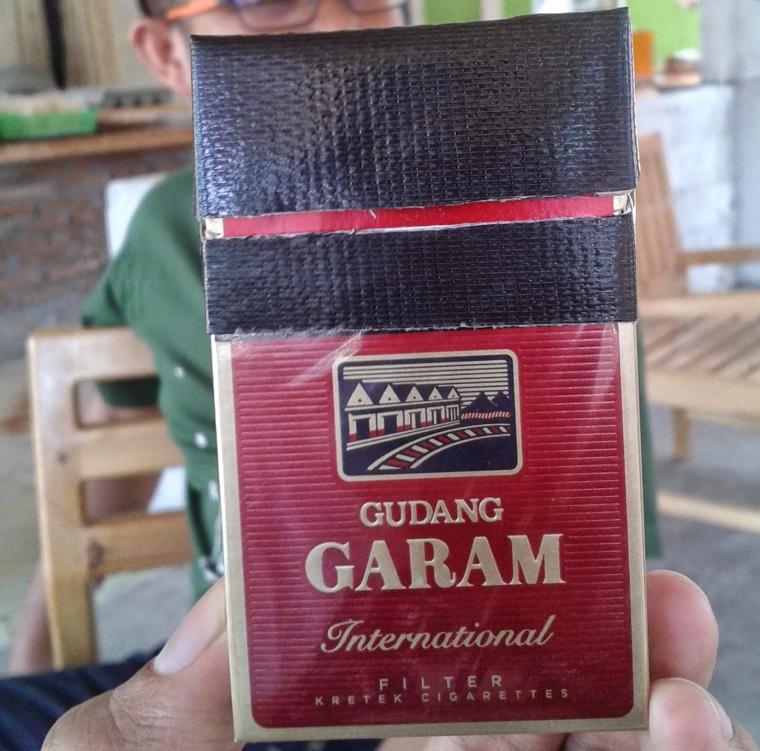 GUDANG
GARAM
International
FILTER
KRETEK CIGARETTES